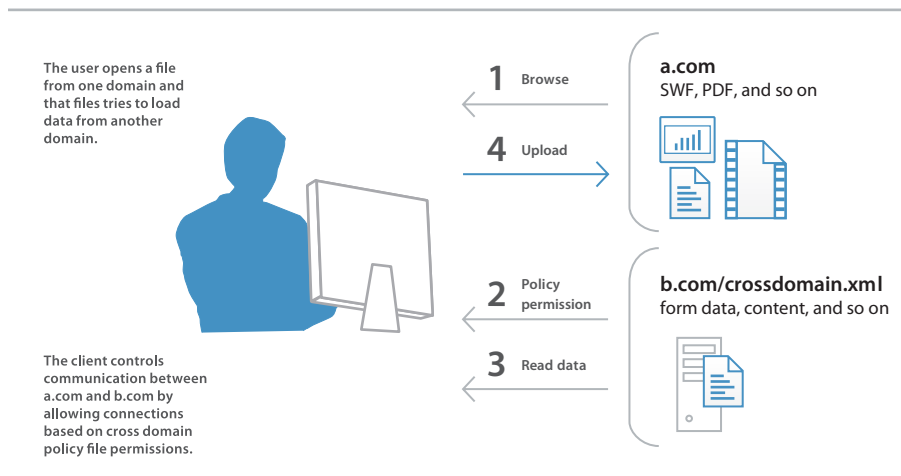 The user opens a file
from one domain and
that files tries to load
data from another
domain.
1 Browse
4 Upload
a.com
SWF, PDF, and so on
2 Policy
permission
3 Read data
b.com/crossdomain.xml
form data, content, and so on
The client controls
communication between
a.com and b.com by
allowing connections
based on cross domain
policy file permissions.